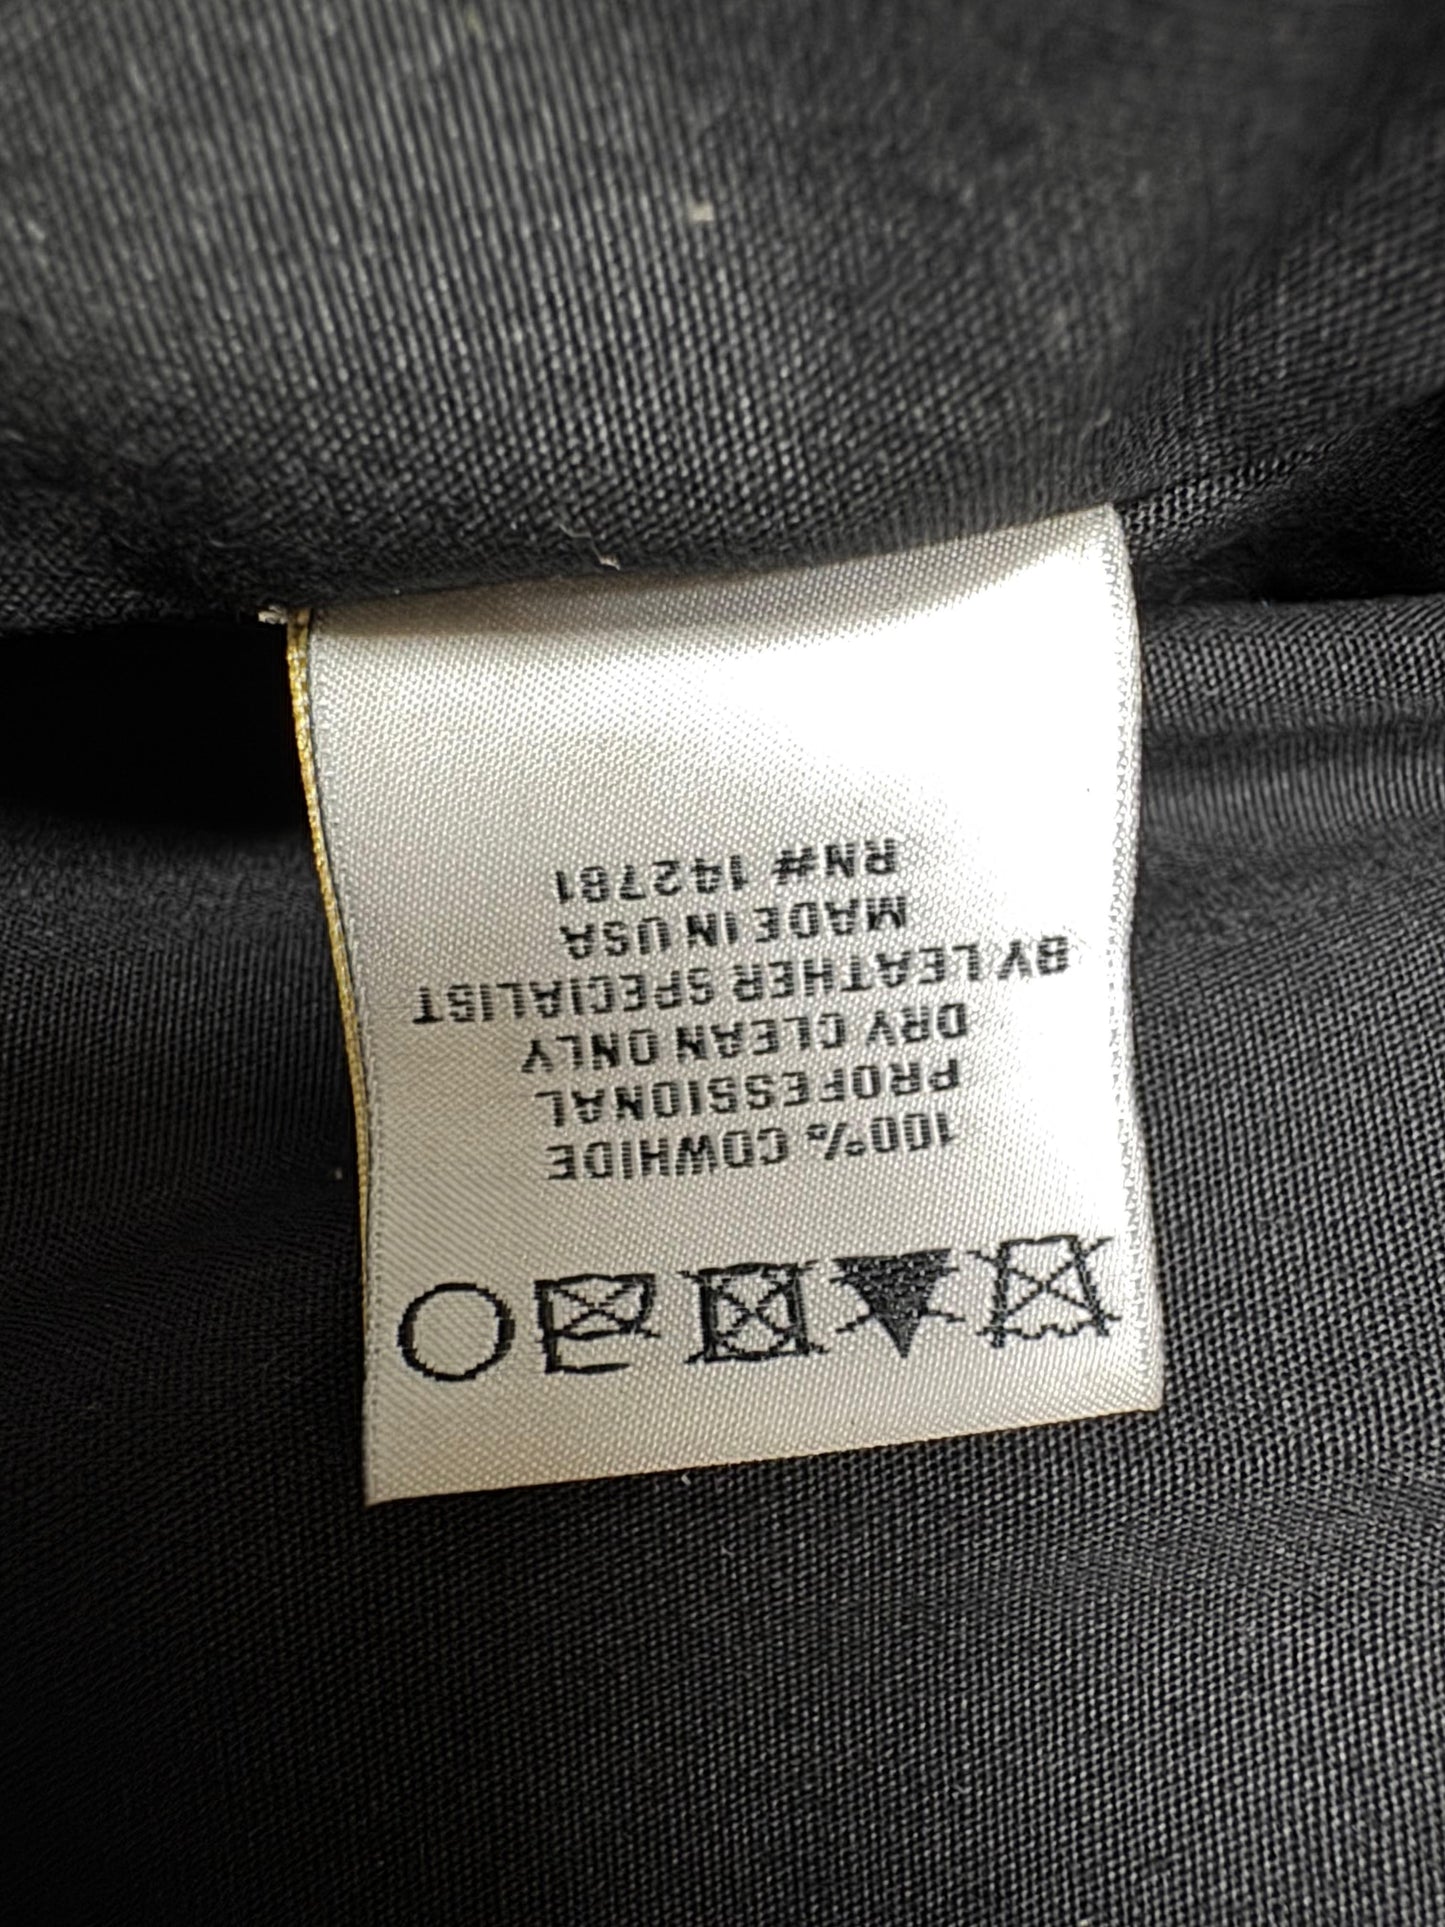 100% COWHIDE
PROFESSIONAL
DRY CLEAN ONLY
BY LEATHER SPECIALIST
MADE IN USA
RN# 142781